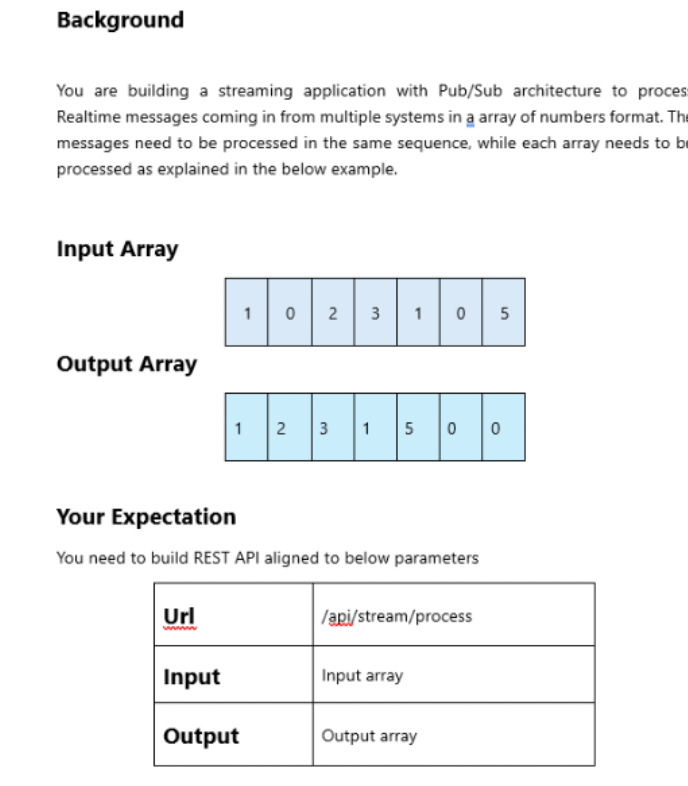 Background
You are building a streaming application with Pub/Sub architecture to proces
Realtime messages coming in from multiple systems in a array of numbers format. The
messages need to be processed in the same sequence, while each array needs to be
processed as explained in the below example.
Input Array
1 0 2 3 1 0 5
Output Array
1 2 3 1 5 0 0
Your Expectation
You need to build REST API aligned to below parameters
Url /api/stream/process
Input Input array
Output Output array